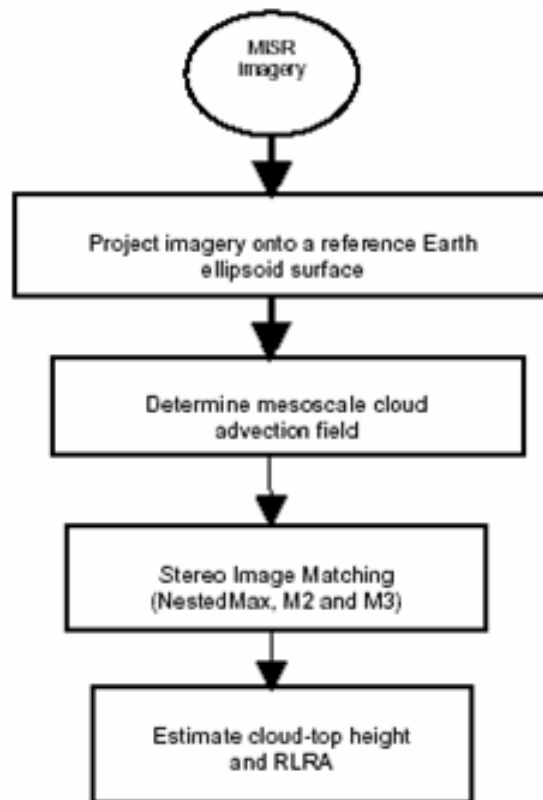 MISR
Imagery
Project imagery onto a reference Earth
ellipsoid surface
Determine mesoscale cloud
advection field
Stereo Image Matching
(NestedMax, M2 and M3)
Estimate cloud-top height
and RLRA